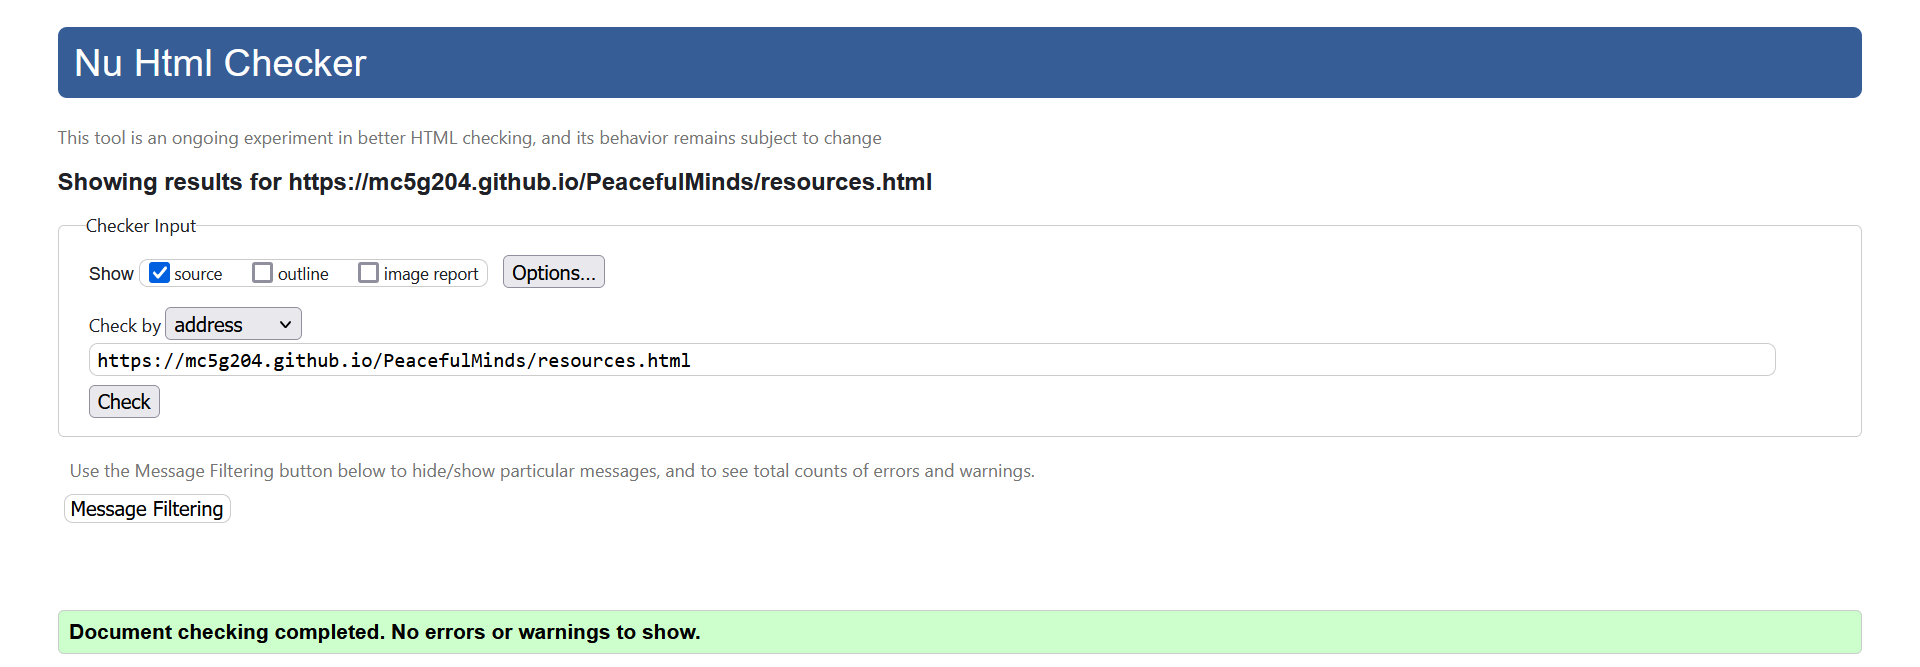 Nu Html Checker
This tool is an ongoing experiment in better HTML checking, and its behavior remains subject to change
Showing results for https://mc5g204.github.io/PeacefulMinds/resources.html
Checker Input
Show source outline image report Options...
Check by address
https://mc5g204.github.io/PeacefulMinds/resources.html
Check
Use the Message Filtering button below to hide/show particular messages, and to see total counts of errors and warnings.
Message Filtering
Document checking completed. No errors or warnings to show.